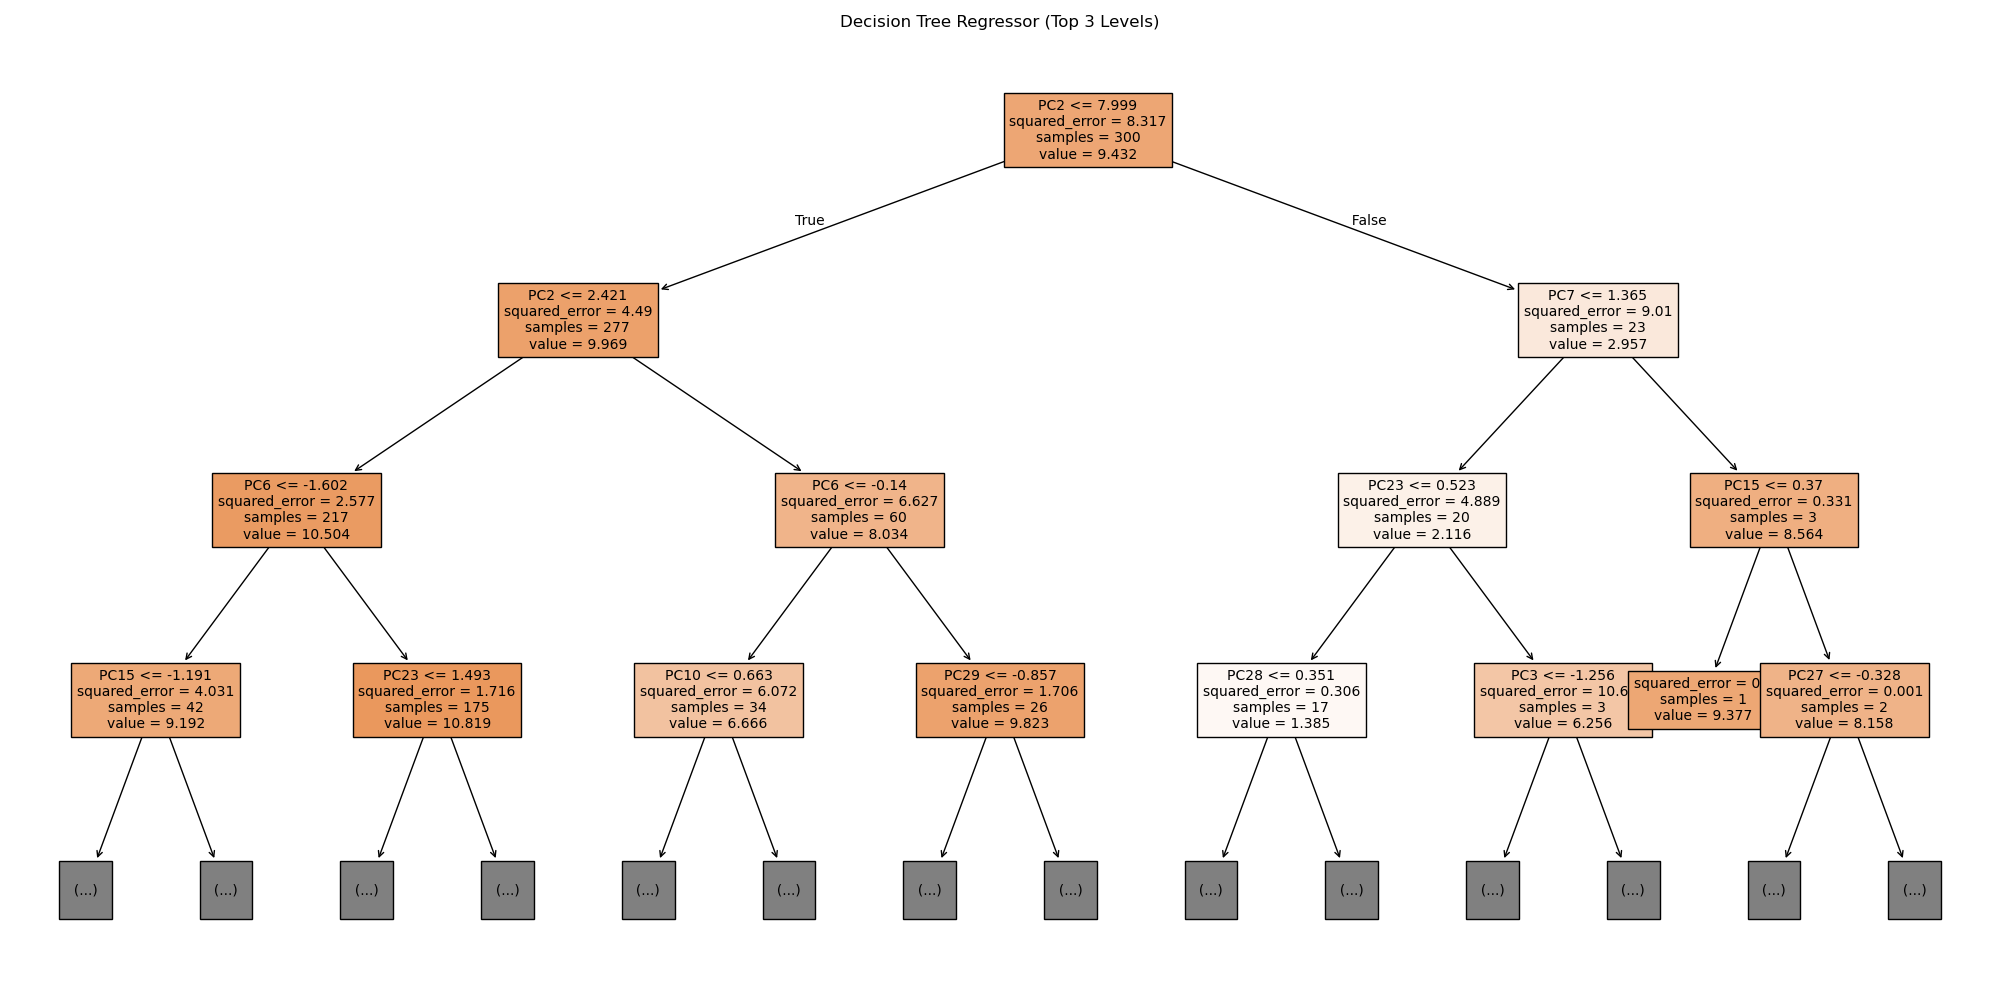 Decision Tree Regressor (Top 3 Levels)
PC2 <= 7.999
squared_error = 8.317
samples = 300
value = 9.432
True
False
PC2 <= 2.421
squared_error = 4.49
samples = 277
value = 9.969
PC7 <= 1.365
squared_error = 9.01
samples = 23
value = 2.957
PC6 <= -1.602
squared_error = 2.577
samples = 217
value = 10.504
PC6 <= -0.14
squared_error = 6.627
samples = 60
value = 8.034
PC23 <= 0.523
squared_error = 4.889
samples = 20
value = 2.116
PC15 <= 0.37
squared_error = 0.331
samples = 3
value = 8.564
PC15 <= -1.191
squared_error = 4.031
samples = 42
value = 9.192
PC23 <= 1.493
squared_error = 1.716
samples = 175
value = 10.819
PC10 <= 0.663
squared_error = 6.072
samples = 34
value = 6.666
PC29 <= -0.857
squared_error = 1.706
samples = 26
value = 9.823
PC28 <= 0.351
squared_error = 0.306
samples = 17
value = 1.385
PC3 <= -1.256
squared_error = 10.6
samples = 3
value = 6.256
squared_error = 0
samples = 1
value = 9.377
PC27 <= -0.328
squared_error = 0.001
samples = 2
value = 8.158
(...)
(...)
(...)
(...)
(...)
(...)
(...)
(...)
(...)
(...)
(...)
(...)
(...)
(...)